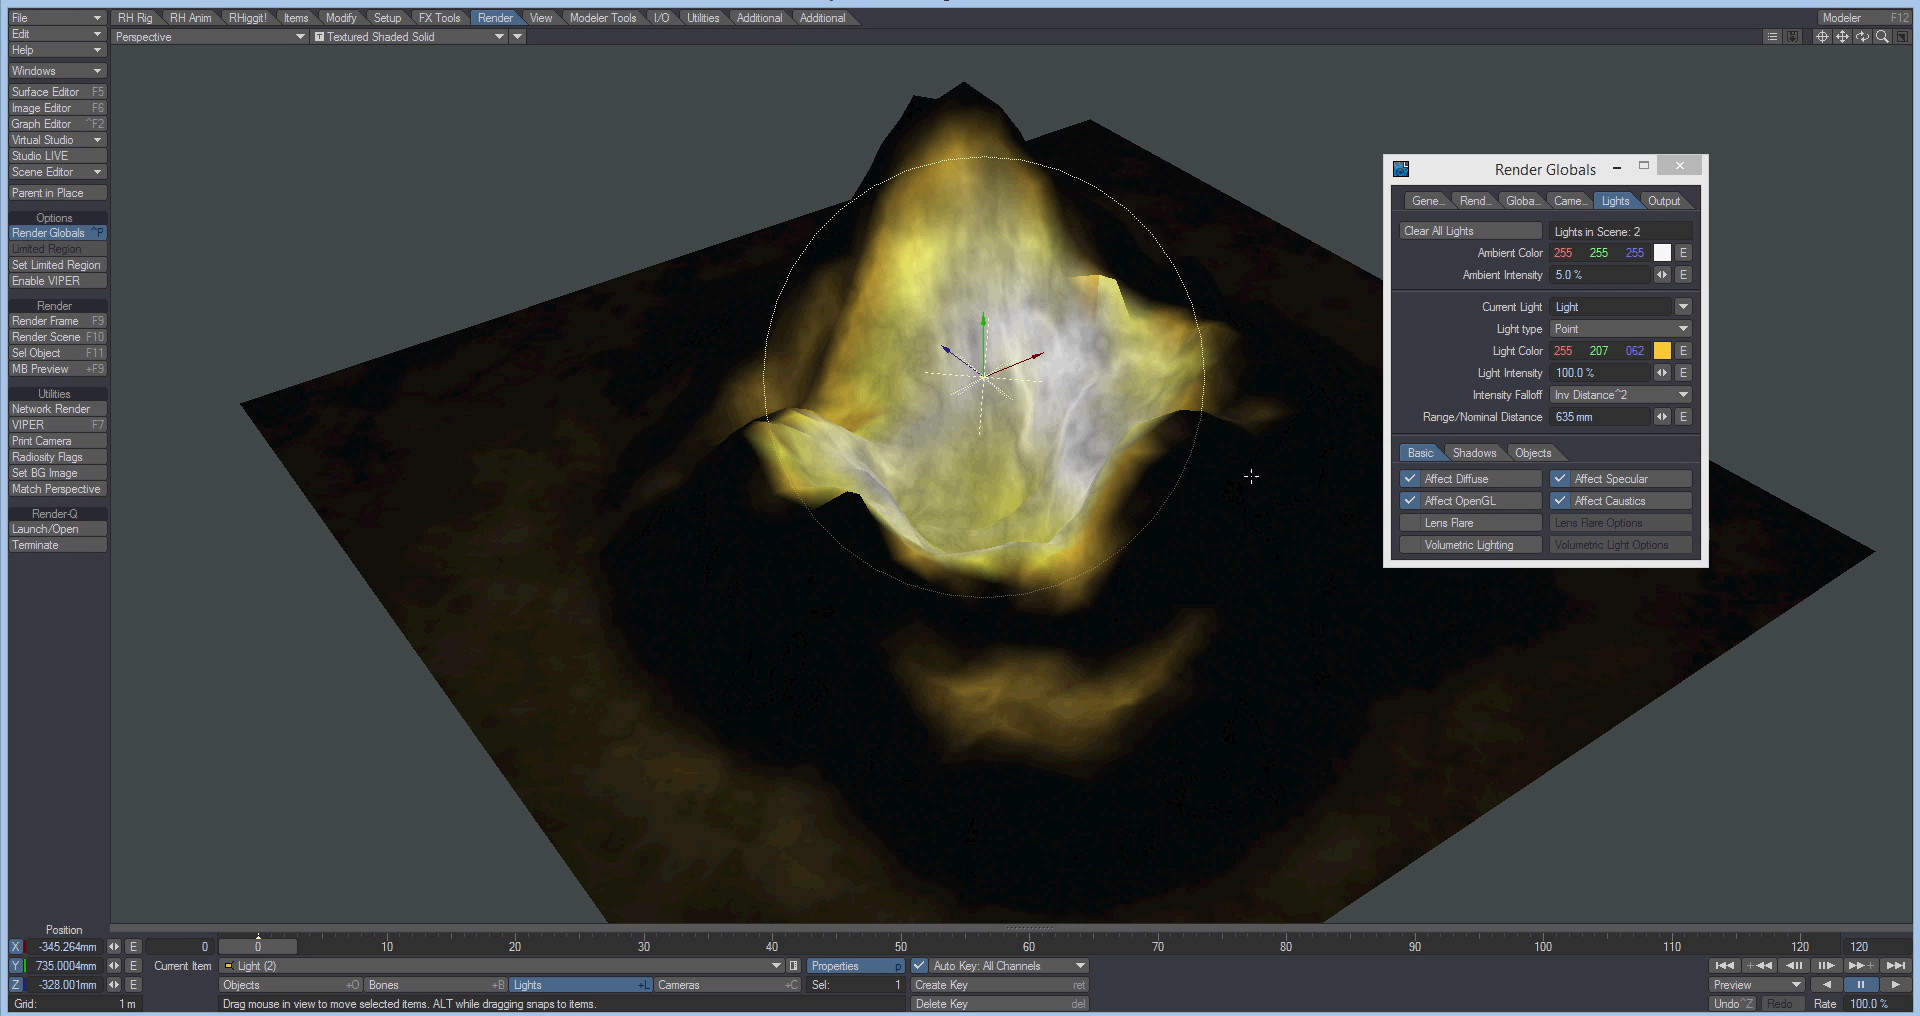 File
RH Rig RH Anim RHiggit! Items Modify Setup FX Tools Render View Modeler Tools I/O Utilities Additional Additional
Modeler F12
Edit
Perspective
T Textured Shaded Solid
Help
Windows
Surface Editor F5
Image Editor F6
Graph Editor ^F2
Virtual Studio
Studio LIVE
Scene Editor
Parent in Place
Options
Render Globals ^P
Limited Region
Set Limited Region
Enable VIPER
Render
Render Frame F9
Render Scene F10
Sel Object F11
MB Preview +F9
Utilities
Network Render
VIPER F7
Print Camera
Radiosity Flags
Set BG Image
Match Perspective
Render-Q
Launch/Open
Terminate
Render Globals
Gene... Rend... Globa... Came... Lights Output
Clear All Lights Lights in Scene: 2
Ambient Color 255 255 255 E
Ambient Intensity 5.0 % E
Current Light Light
Light type Point
Light Color 255 207 062 E
Light Intensity 100.0 % E
Intensity Falloff Inv Distance^2
Range/Nominal Distance 635 mm E
Basic Shadows Objects
Affect Diffuse Affect Specular
Affect OpenGL Affect Caustics
Lens Flare Lens Flare Options
Volumetric Lighting Volumetric Light Options
Position
X -345.264mm E 0 0 10 20 30 40 50 60 70 80 90 100 110 120 120
Y 735.0004mm E Current Item Light (2) Properties p Auto Key: All Channels
Z -328.001mm E Objects +O Bones +B Lights +L Cameras +C Sel: 1 Create Key ret Preview
Grid: 1 m Drag mouse in view to move selected items. ALT while dragging snaps to items. Delete Key del Undo ^Z Redo Rate 100.0 %